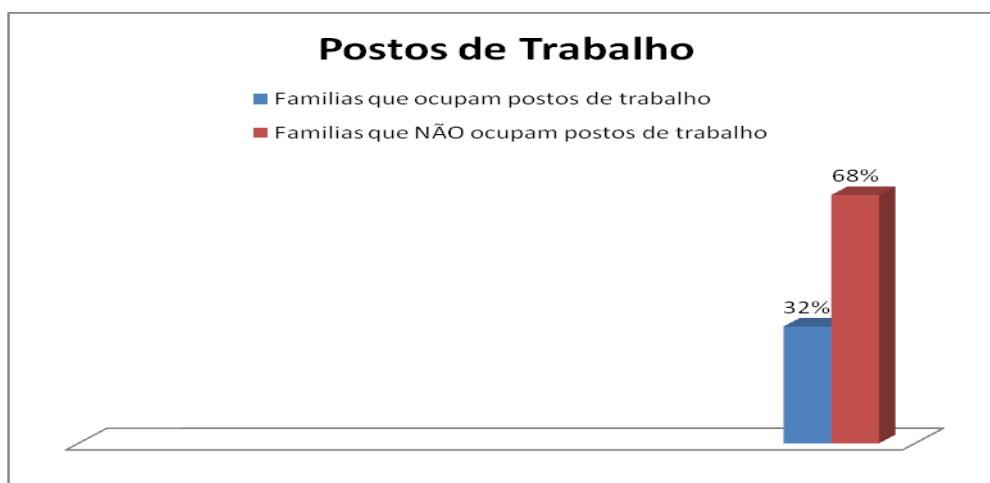 Postos de Trabalho
Familias que ocupam postos de trabalho
Familias que NÃO ocupam postos de trabalho
68%
32%